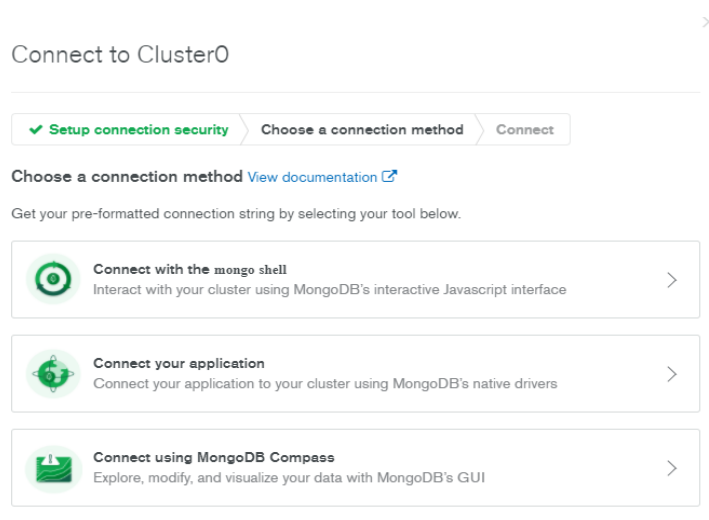 Connect to Cluster0
Setup connection security Choose a connection method Connect
Choose a connection method View documentation
Get your pre-formatted connection string by selecting your tool below.
Connect with the mongo shell
Interact with your cluster using MongoDB's interactive Javascript interface
Connect your application
Connect your application to your cluster using MongoDB's native drivers
Connect using MongoDB Compass
Explore, modify, and visualize your data with MongoDB's GUI